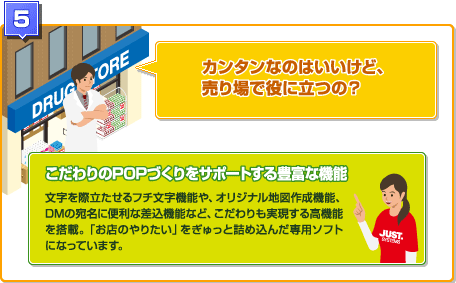 5
DRUG STORE
カンタンなのはいいけど、
売り場で役に立つの？
こだわりのPOPづくりをサポートする豊富な機能
文字を際立たせるフチ文字機能や、オリジナル地図作成機能、
DMの宛名に便利な差込機能など、こだわりも実現する高機能
を搭載。「お店のやりたい」をぎゅっと詰め込んだ専用ソフト
になっています。
JUST
SYSTEMS